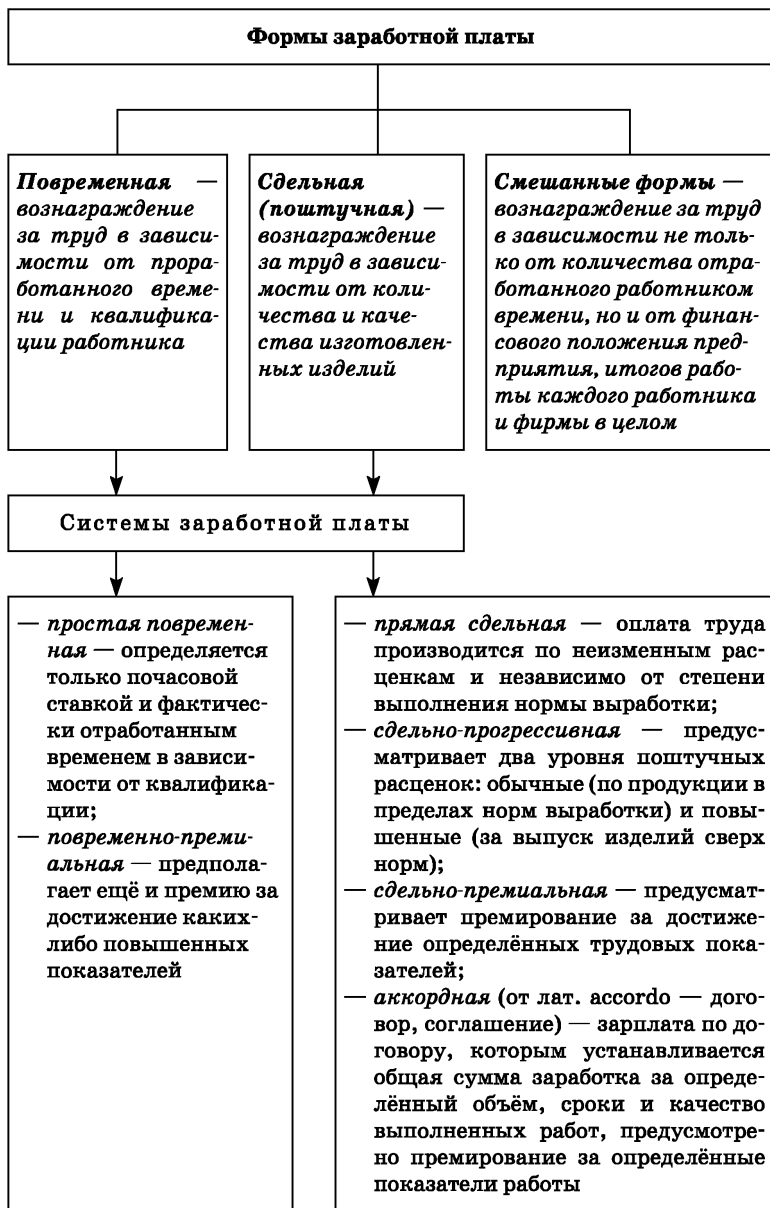 Формы заработной платы
Повременная —
вознаграждение
за труд в зависи-
мости от прора-
ботанного време-
ни и квалифика-
ции работника
Сдельная
(поштучная) —
вознаграждение
за труд в зависи-
мости от коли-
чества и каче-
ства изготовлен-
ных изделий
Смешанные формы —
вознаграждение за труд
в зависимости не толь-
ко от количества отра-
ботанного работником
времени, но и от финан-
сового положения пред-
приятия, итогов рабо-
ты каждого работника
и фирмы в целом
Системы заработной платы
— простая повремен-
ная — определяется
только почасовой
ставкой и фактичес-
ки отработанным
временем в зависи-
мости от квалифика-
ции;
— повременно-преми-
альная — предпола-
гает ещё и премию за
достижение каких-
либо повышенных
показателей
— прямая сдельная — оплата труда
производится по неизменным рас-
ценкам и независимо от степени
выполнения нормы выработки;
— сдельно-прогрессивная — предус-
матривает два уровня поштучных
расценок: обычные (по продукции в
пределах норм выработки) и повы-
шенные (за выпуск изделий сверх
норм);
— сдельно-премиальная — предусмат-
ривает премирование за достиже-
ние определённых трудовых пока-
зателей;
— аккордная (от лат. accordo — дого-
вор, соглашение) — зарплата по до-
говору, которым устанавливается
общая сумма заработка за опреде-
лённый объём, сроки и качество
выполненных работ, предусмотре-
но премирование за определённые
показатели работы